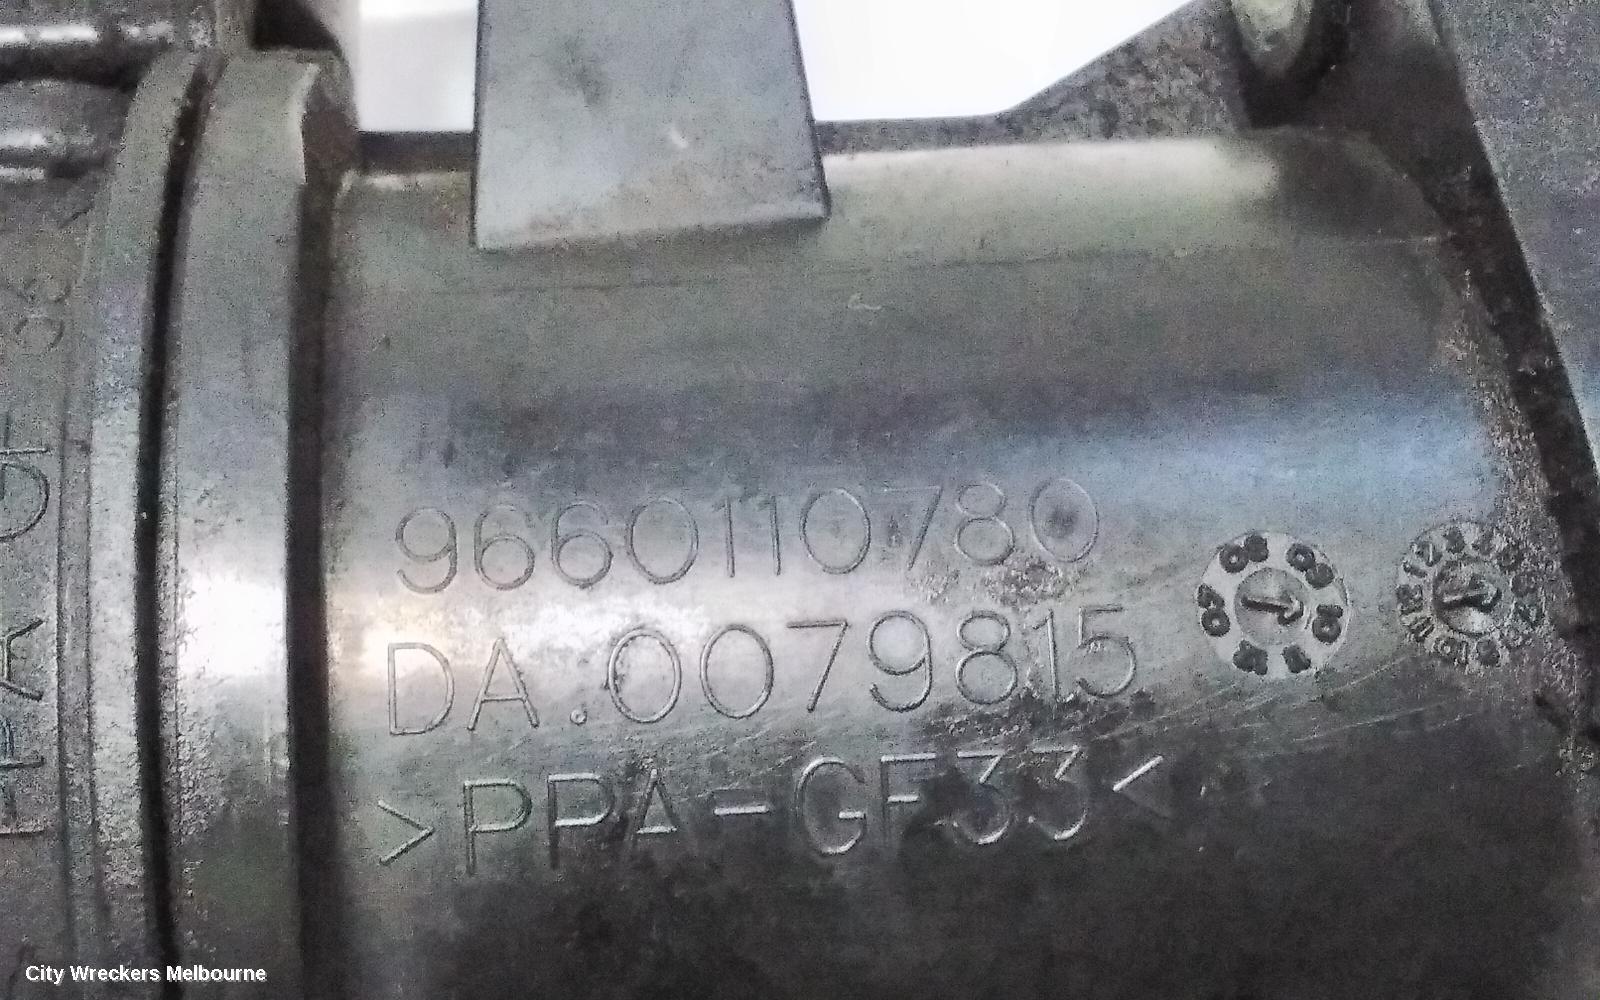 9660110780
DA.0079815
>PPA-GF33<
City Wreckers Melbourne